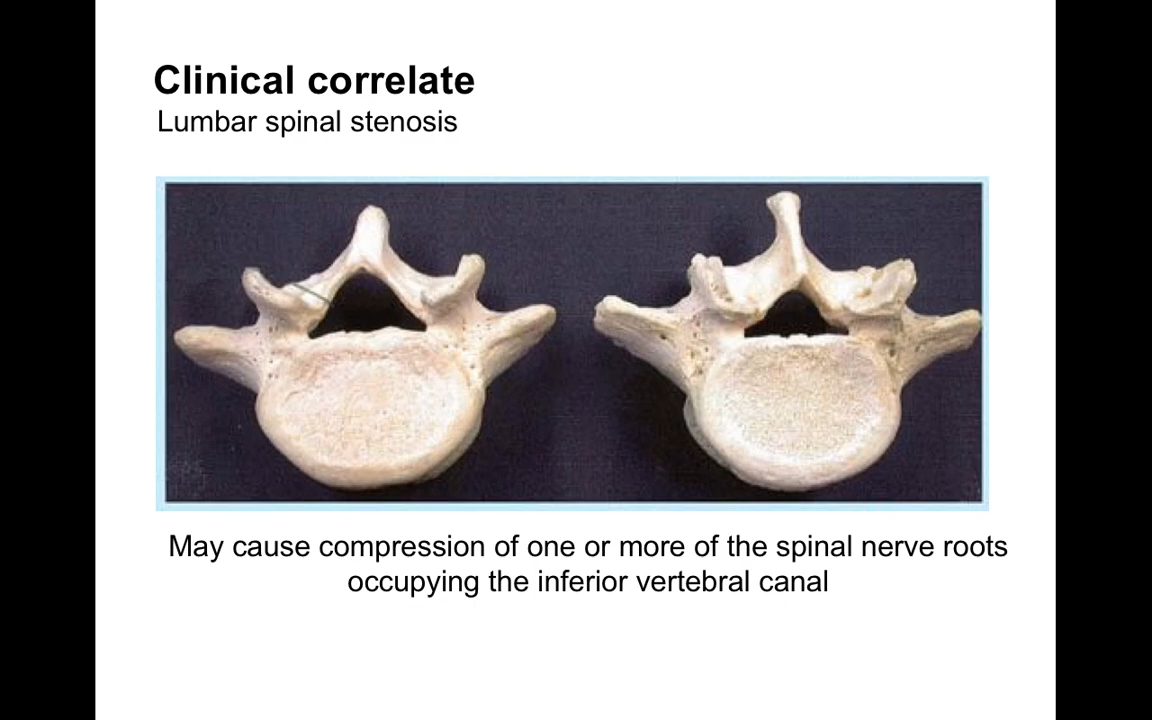 Clinical correlate
Lumbar spinal stenosis
May cause compression of one or more of the spinal nerve roots
occupying the inferior vertebral canal